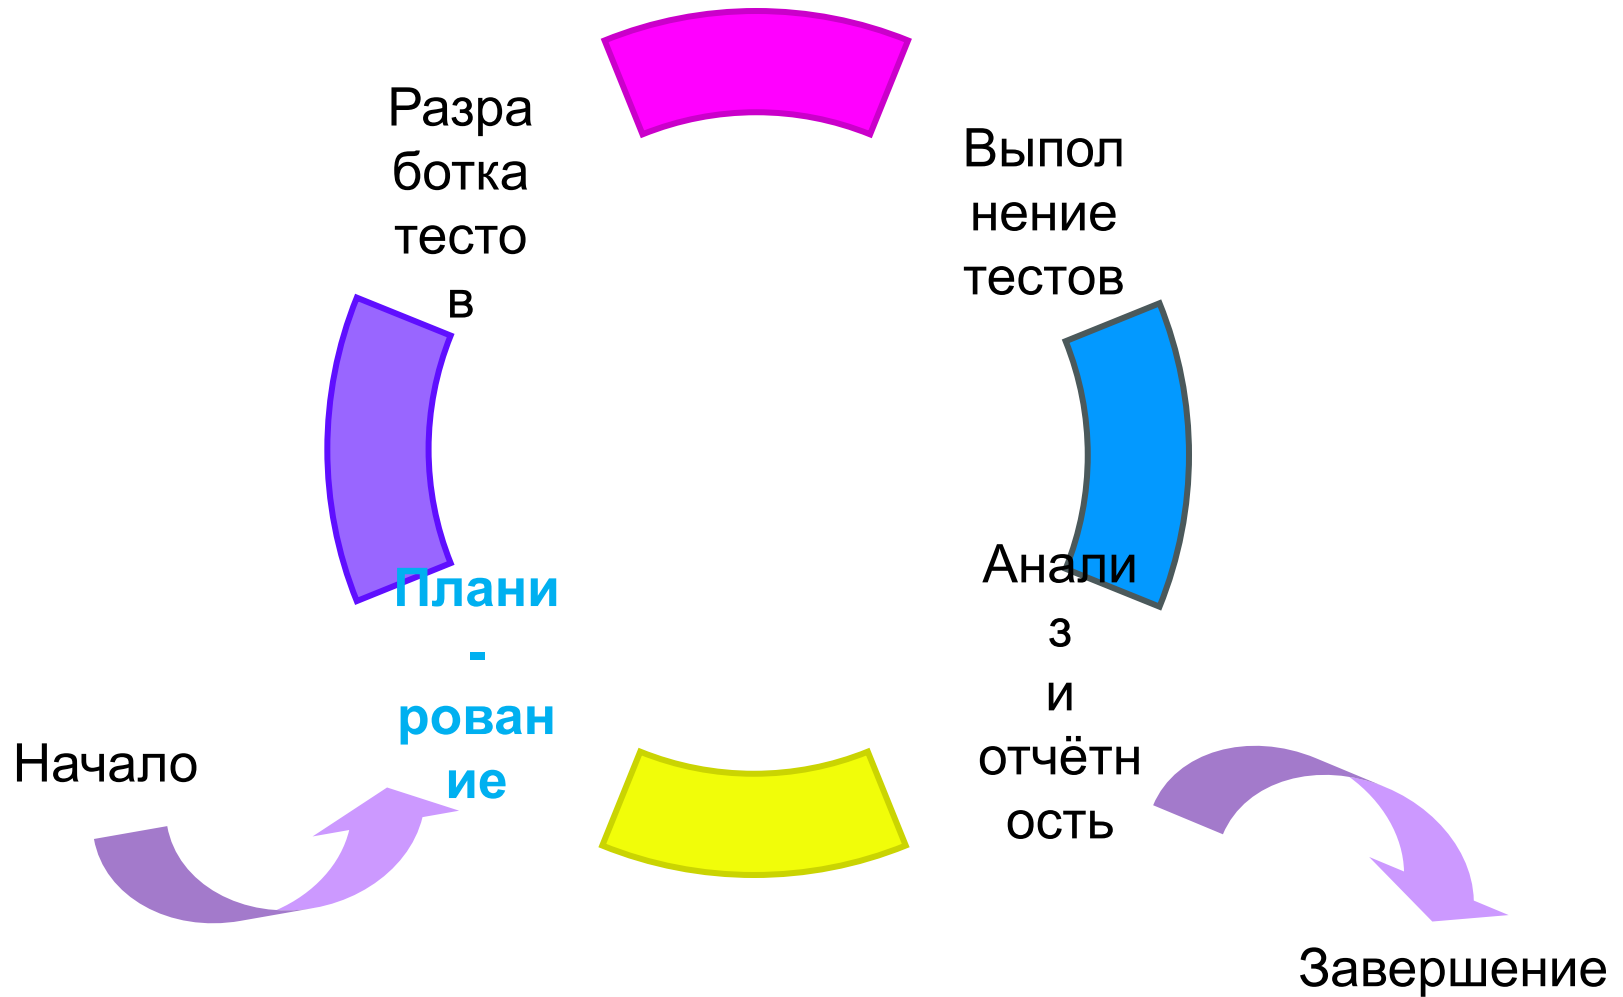 Разра
ботка
тесто
в
Выпол
нение
тестов
Плани
-
рован
ие
Анали
з
и
отчётн
ость
Начало
Завершение